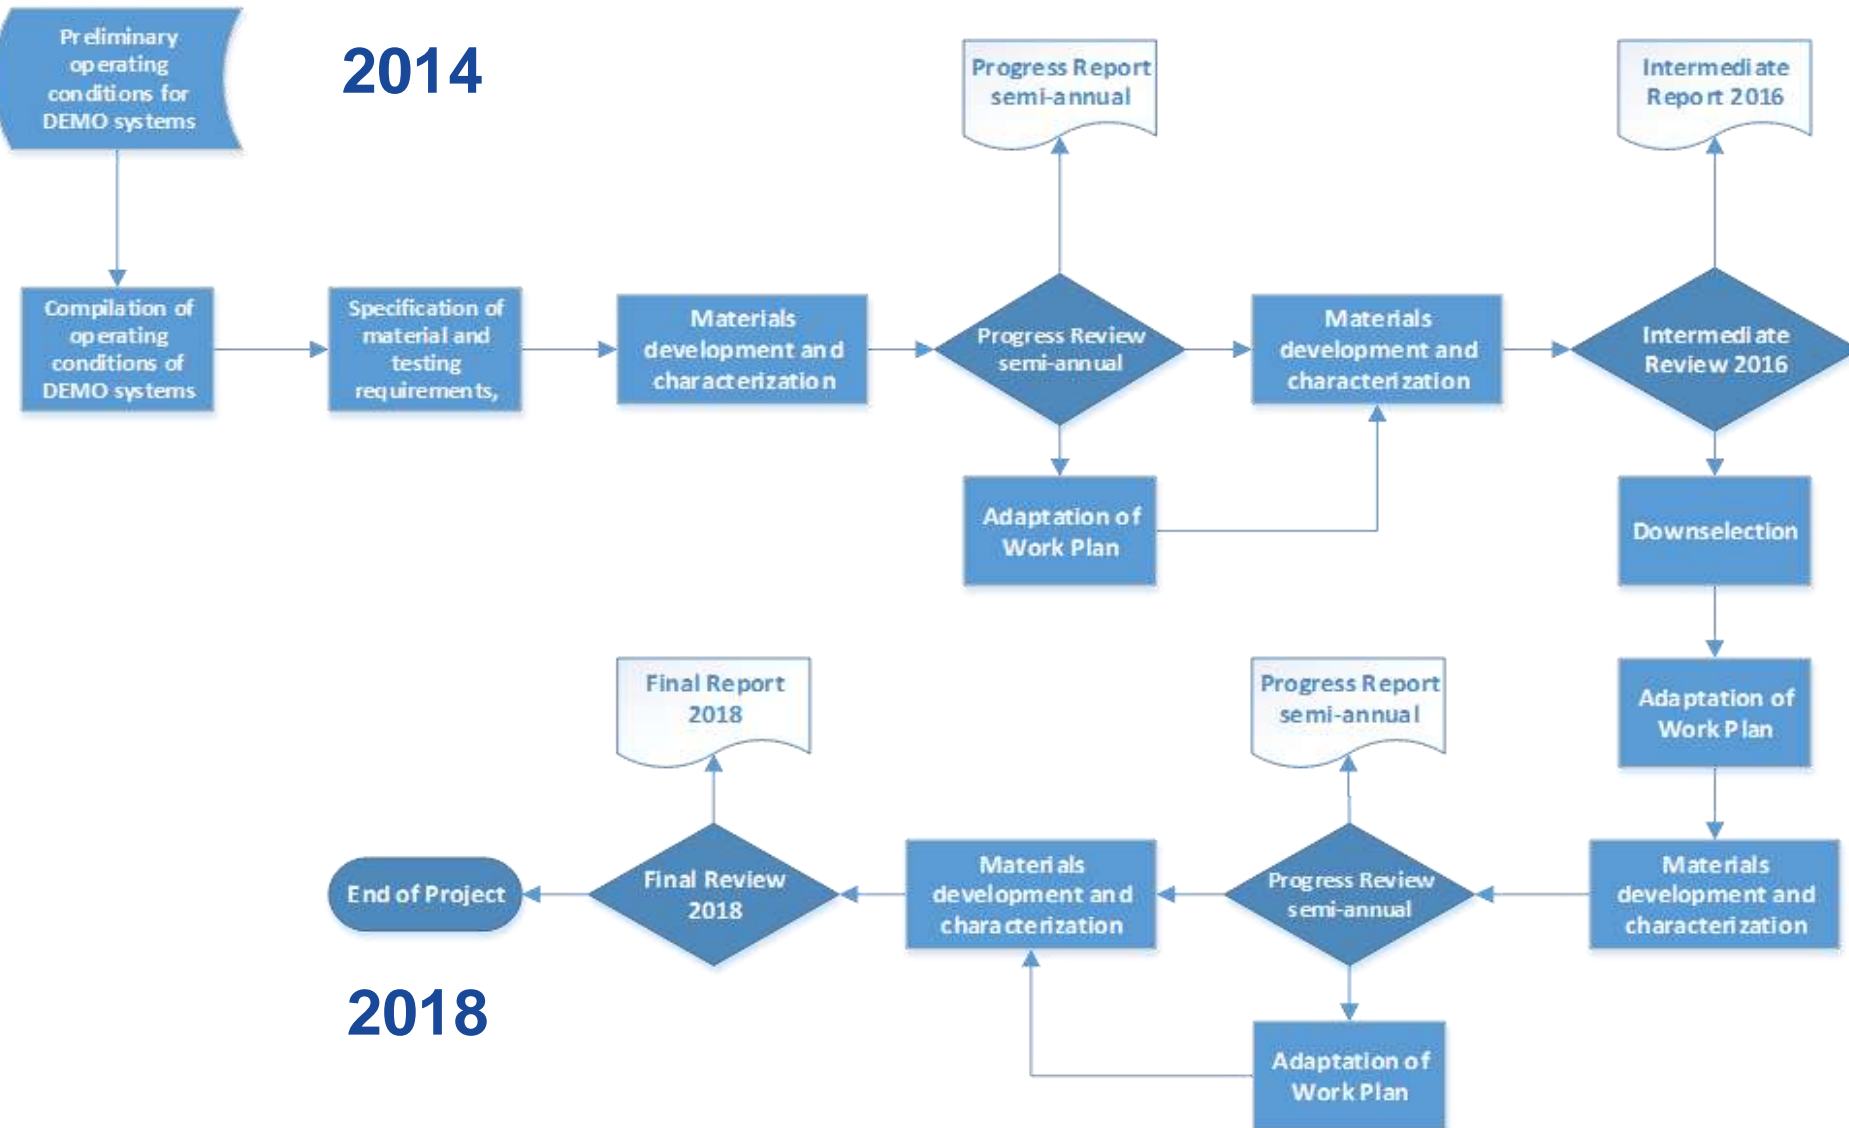 Preliminary
operating
conditions for
DEMO systems
2014
Progress Report
semi-annual
Intermediate
Report 2016
Compilation of
operating
conditions of
DEMO systems
Specification of
material and
testing
requirements,
Materials
development and
characterization
Progress Review
semi-annual
Materials
development and
characterization
Intermediate
Review 2016
Adaptation of
Work Plan
Downselection
Adaptation of
Work Plan
Final Report
2018
Progress Report
semi-annual
End of Project
Final Review
2018
Materials
development and
characterization
Progress Review
semi-annual
Materials
development and
characterization
2018
Adaptation of
Work Plan